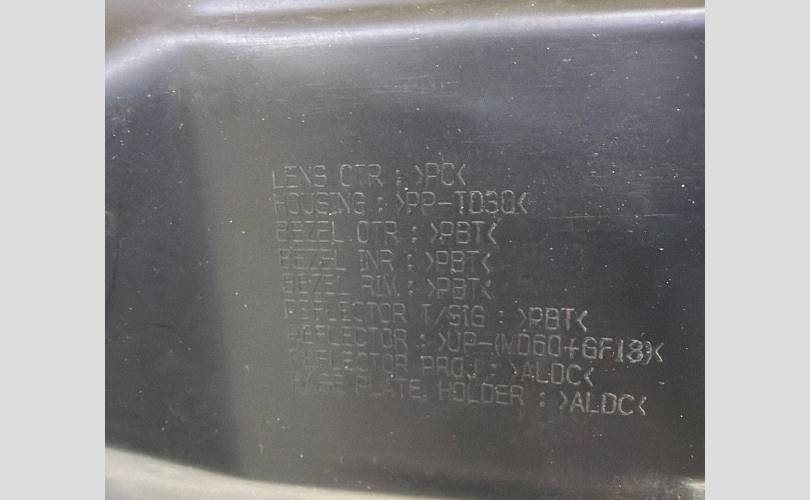 LENS OTR : >PC<
HOUSING : >PP-TD30<
BEZEL OTR : >PBT<
BEZEL INR : >PBT<
BEZEL RIM : >PBT<
REFLECTOR T/SIG : >PBT<
REFLECTOR : >UP-(MD60+GF18)<
REFLECTOR PROJ : >ALDC<
BASE PLATE, HOLDER : >ALDC<